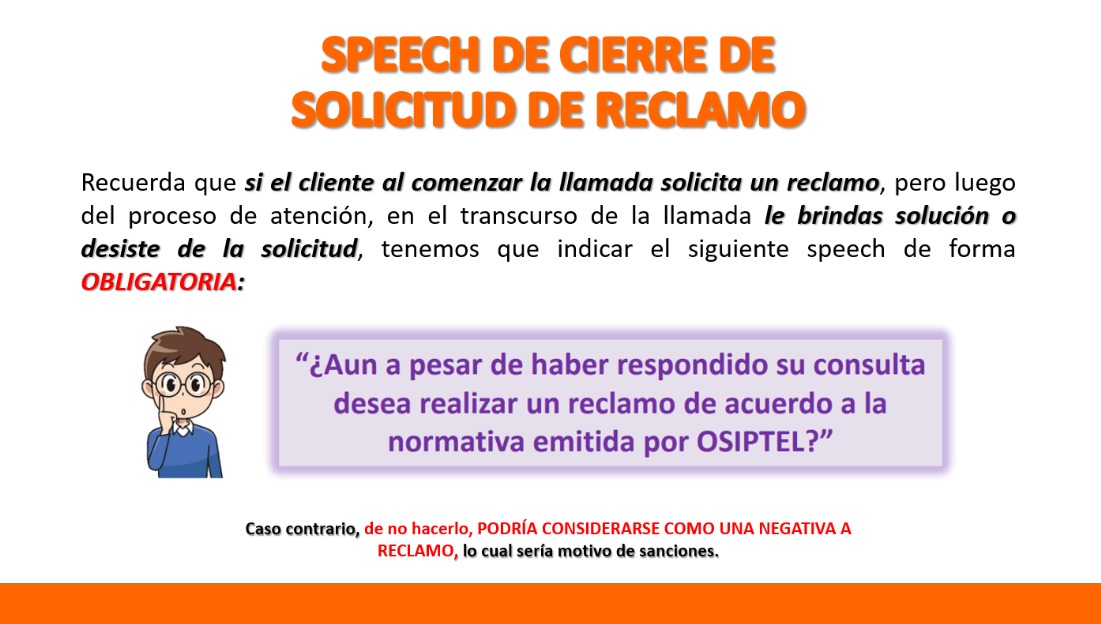 SPEECH DE CIERRE DE
SOLICITUD DE RECLAMO
Recuerda que si el cliente al comenzar la llamada solicita un reclamo, pero luego
del proceso de atención, en el transcurso de la llamada le brindas solución o
desiste de la solicitud, tenemos que indicar el siguiente speech de forma
OBLIGATORIA:
“¿Aun a pesar de haber respondido su consulta
desea realizar un reclamo de acuerdo a la
normativa emitida por OSIPTEL?”
Caso contrario, de no hacerlo, PODRÍA CONSIDERARSE COMO UNA NEGATIVA A
RECLAMO, lo cual sería motivo de sanciones.